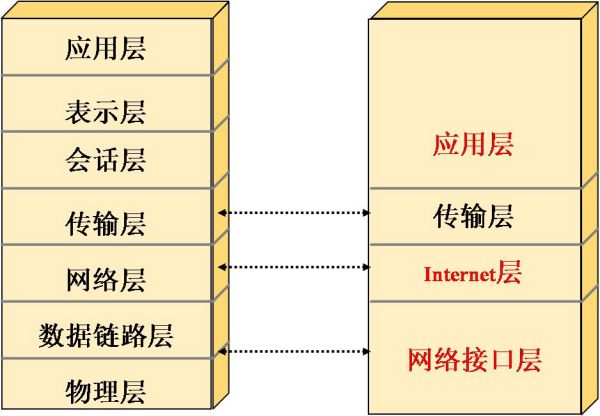 应用层
表示层
会话层
传输层
网络层
数据链路层
物理层
应用层
传输层
Internet层
网络接口层